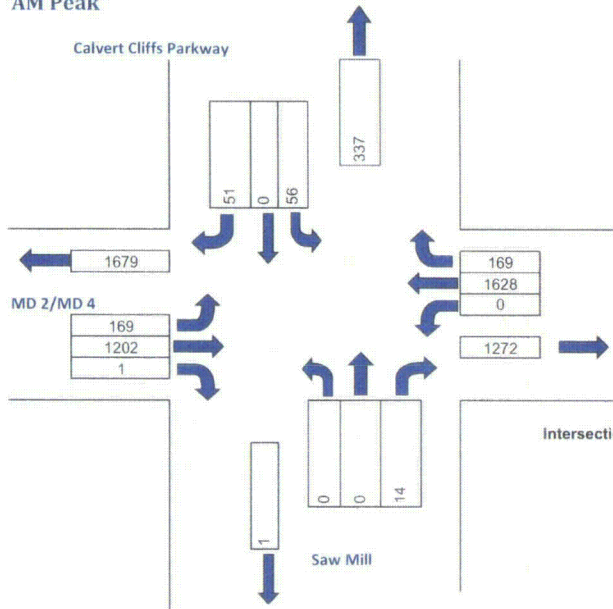 AM Peak
Calvert Cliffs Parkway
337
51 0 56
1679
169
1628
0
MD 2/MD 4
169
1202
1
1272
Intersecti
0 0 14
1
Saw Mill